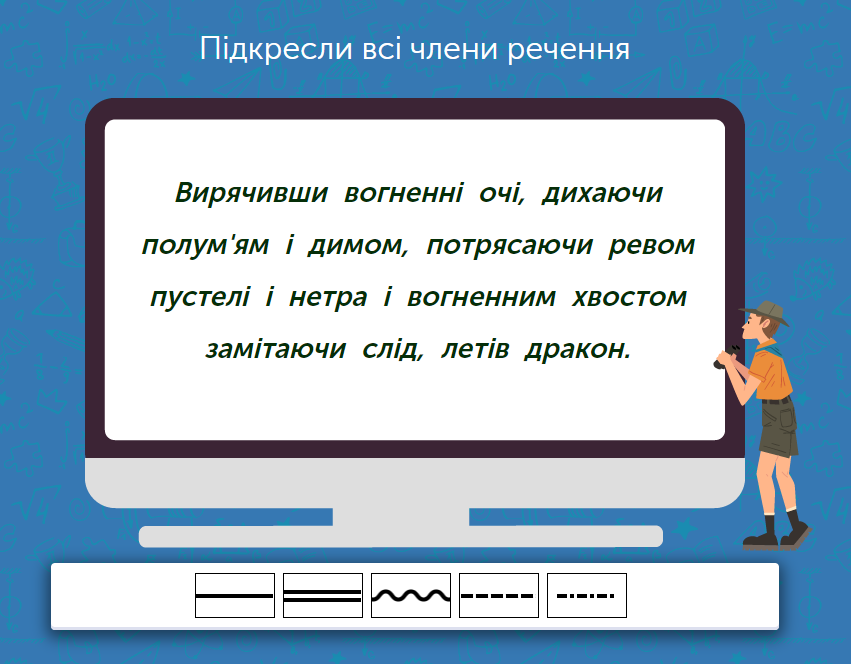 Підкресли всі члени речення
Вирячивши вогненні очі, дихаючи
полум'ям і димом, потрясаючи ревом
пустелі і нетра і вогненним хвостом
замітаючи слід, летів дракон.